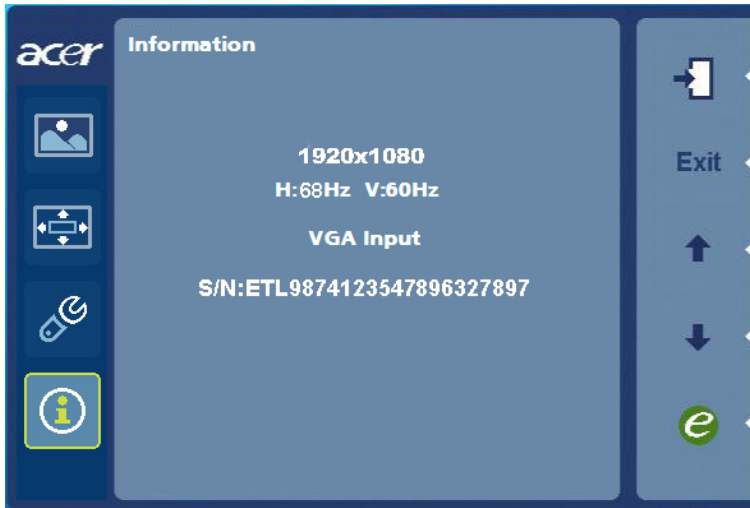 acer
Information
1920x1080
H:68Hz V:60Hz
VGA Input
S/N:ETL9874123547896327897
Exit
e